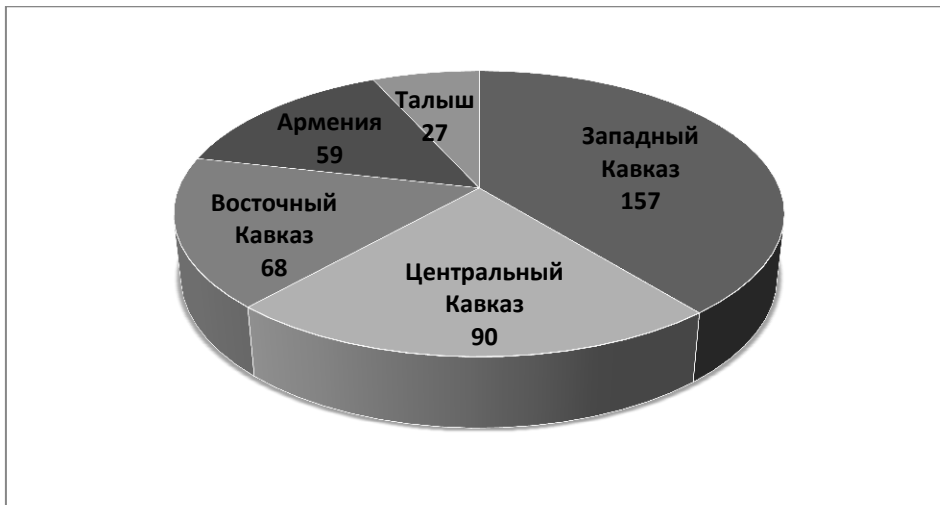 Талыш
27
Армения
59
Западный
Кавказ
157
Восточный
Кавказ
68
Центральный
Кавказ
90